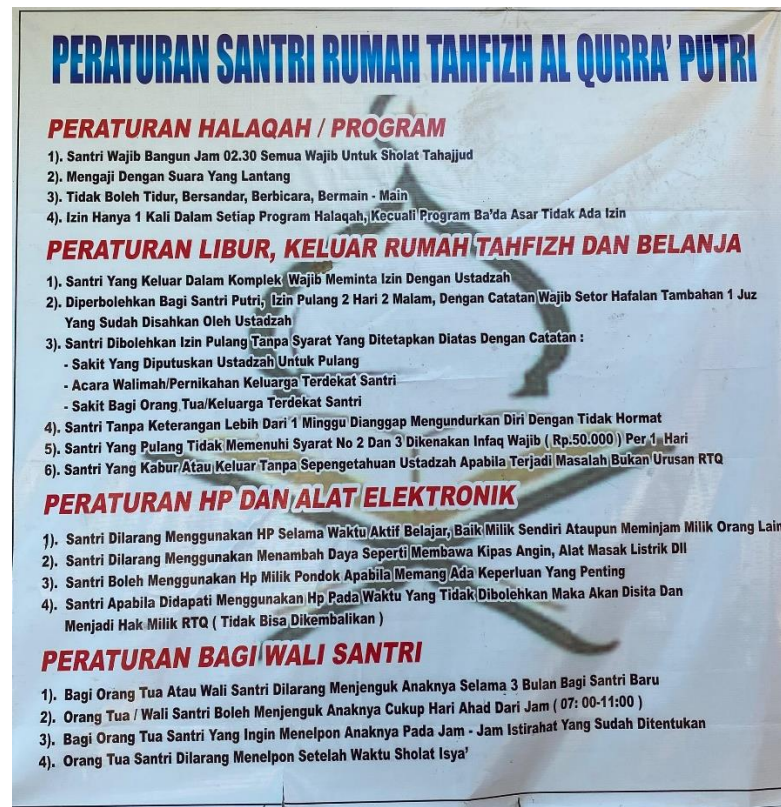 PERATURAN SANTRI RUMAH TAHFIZH AL QURRA' PUTRI
PERATURAN HALAQAH / PROGRAM
1). Santri Wajib Bangun Jam 02.30 Semua Wajib Untuk Sholat Tahajjud
2). Mengaji Dengan Suara Yang Lantang
3). Tidak Boleh Tidur, Bersandar, Berbicara, Bermain - Main
4). Izin Hanya 1 Kali Dalam Setiap Program Halaqah, Kecuali Program Ba'da Asar Tidak Ada Izin
PERATURAN LIBUR, KELUAR RUMAH TAHFIZH DAN BELANJA
1). Santri Yang Keluar Dalam Komplek Wajib Meminta Izin Dengan Ustadzah
2). Diperbolehkan Bagi Santri Putri, Izin Pulang 2 Hari 2 Malam, Dengan Catatan Wajib Setor Hafalan Tambahan 1 Juz
Yang Sudah Disahkan Oleh Ustadzah
3). Santri Dibolehkan Izin Pulang Tanpa Syarat Yang Ditetapkan Diatas Dengan Catatan :
- Sakit Yang Diputuskan Ustadzah Untuk Pulang
- Acara Walimah/Pernikahan Keluarga Terdekat Santri
- Sakit Bagi Orang Tua/Keluarga Terdekat Santri
4). Santri Tanpa Keterangan Lebih Dari 1 Minggu Dianggap Mengundurkan Diri Dengan Tidak Hormat
5). Santri Yang Pulang Tidak Memenuhi Syarat No 2 Dan 3 Dikenakan Infaq Wajib ( Rp.50.000 ) Per 1 Hari
6). Santri Yang Kabur Atau Keluar Tanpa Sepengetahuan Ustadzah Apabila Terjadi Masalah Bukan Urusan RTQ
PERATURAN HP DAN ALAT ELEKTRONIK
1). Santri Dilarang Menggunakan HP Selama Waktu Aktif Belajar, Baik Milik Sendiri Ataupun Meminjam Milik Orang Lain
2). Santri Dilarang Menggunakan Menambah Daya Seperti Membawa Kipas Angin, Alat Masak Listrik Dll
3). Santri Boleh Menggunakan Hp Milik Pondok Apabila Memang Ada Keperluan Yang Penting
4). Santri Apabila Didapati Menggunakan Hp Pada Waktu Yang Tidak Dibolehkan Maka Akan Disita Dan
Menjadi Hak Milik RTQ ( Tidak Bisa Dikembalikan )
PERATURAN BAGI WALI SANTRI
1). Bagi Orang Tua Atau Wali Santri Dilarang Menjenguk Anaknya Selama 3 Bulan Bagi Santri Baru
2). Orang Tua / Wali Santri Boleh Menjenguk Anaknya Cukup Hari Ahad Dari Jam ( 07: 00-11:00 )
3). Bagi Orang Tua Santri Yang Ingin Menelpon Anaknya Pada Jam - Jam Istirahat Yang Sudah Ditentukan
4). Orang Tua Santri Dilarang Menelpon Setelah Waktu Sholat Isya'